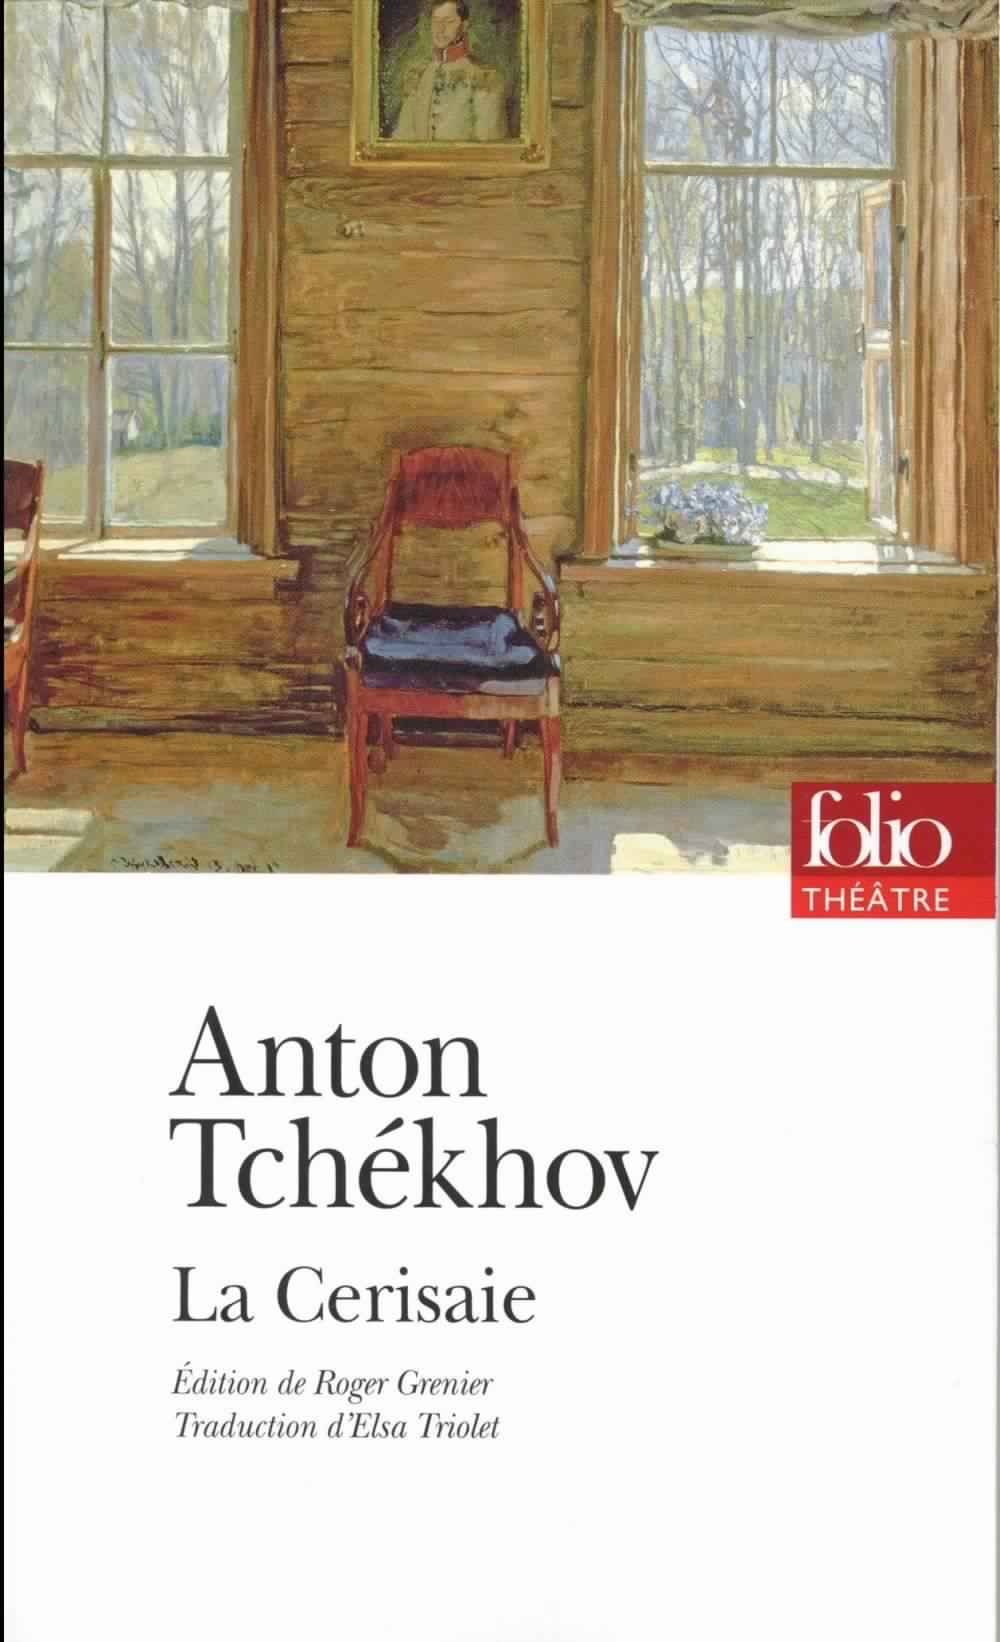 folio
THÉÂTRE
Anton
Tchékhov
La Cerisaie
Édition de Roger Grenier
Traduction d'Elsa Triolet